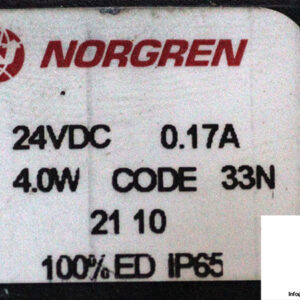 NORGREN
24VDC 0.17A
4.0W CODE 33N
21 10
100% ED IP65